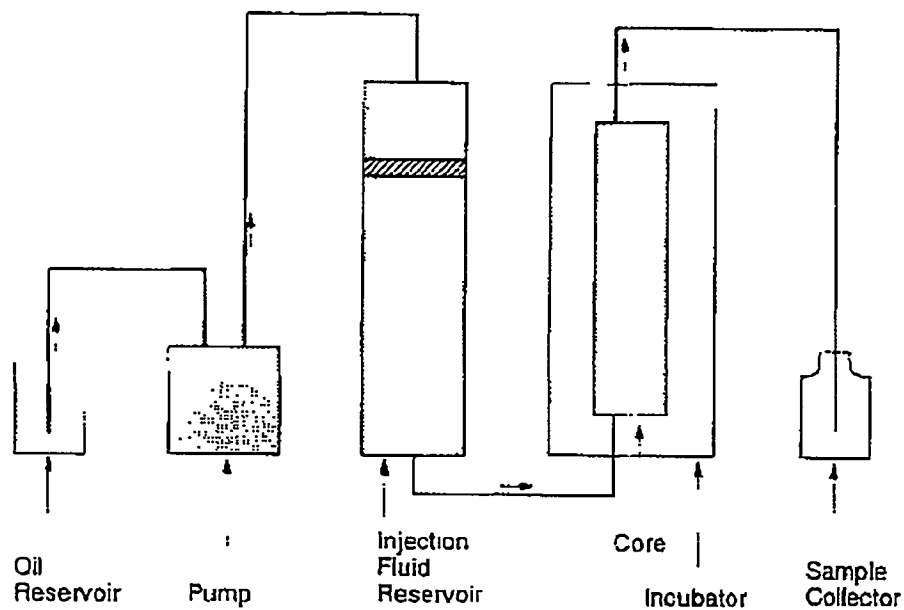 Oil
Reservoir
Pump
Injection
Fluid
Reservoir
Core
Incubator
Sample
Collector